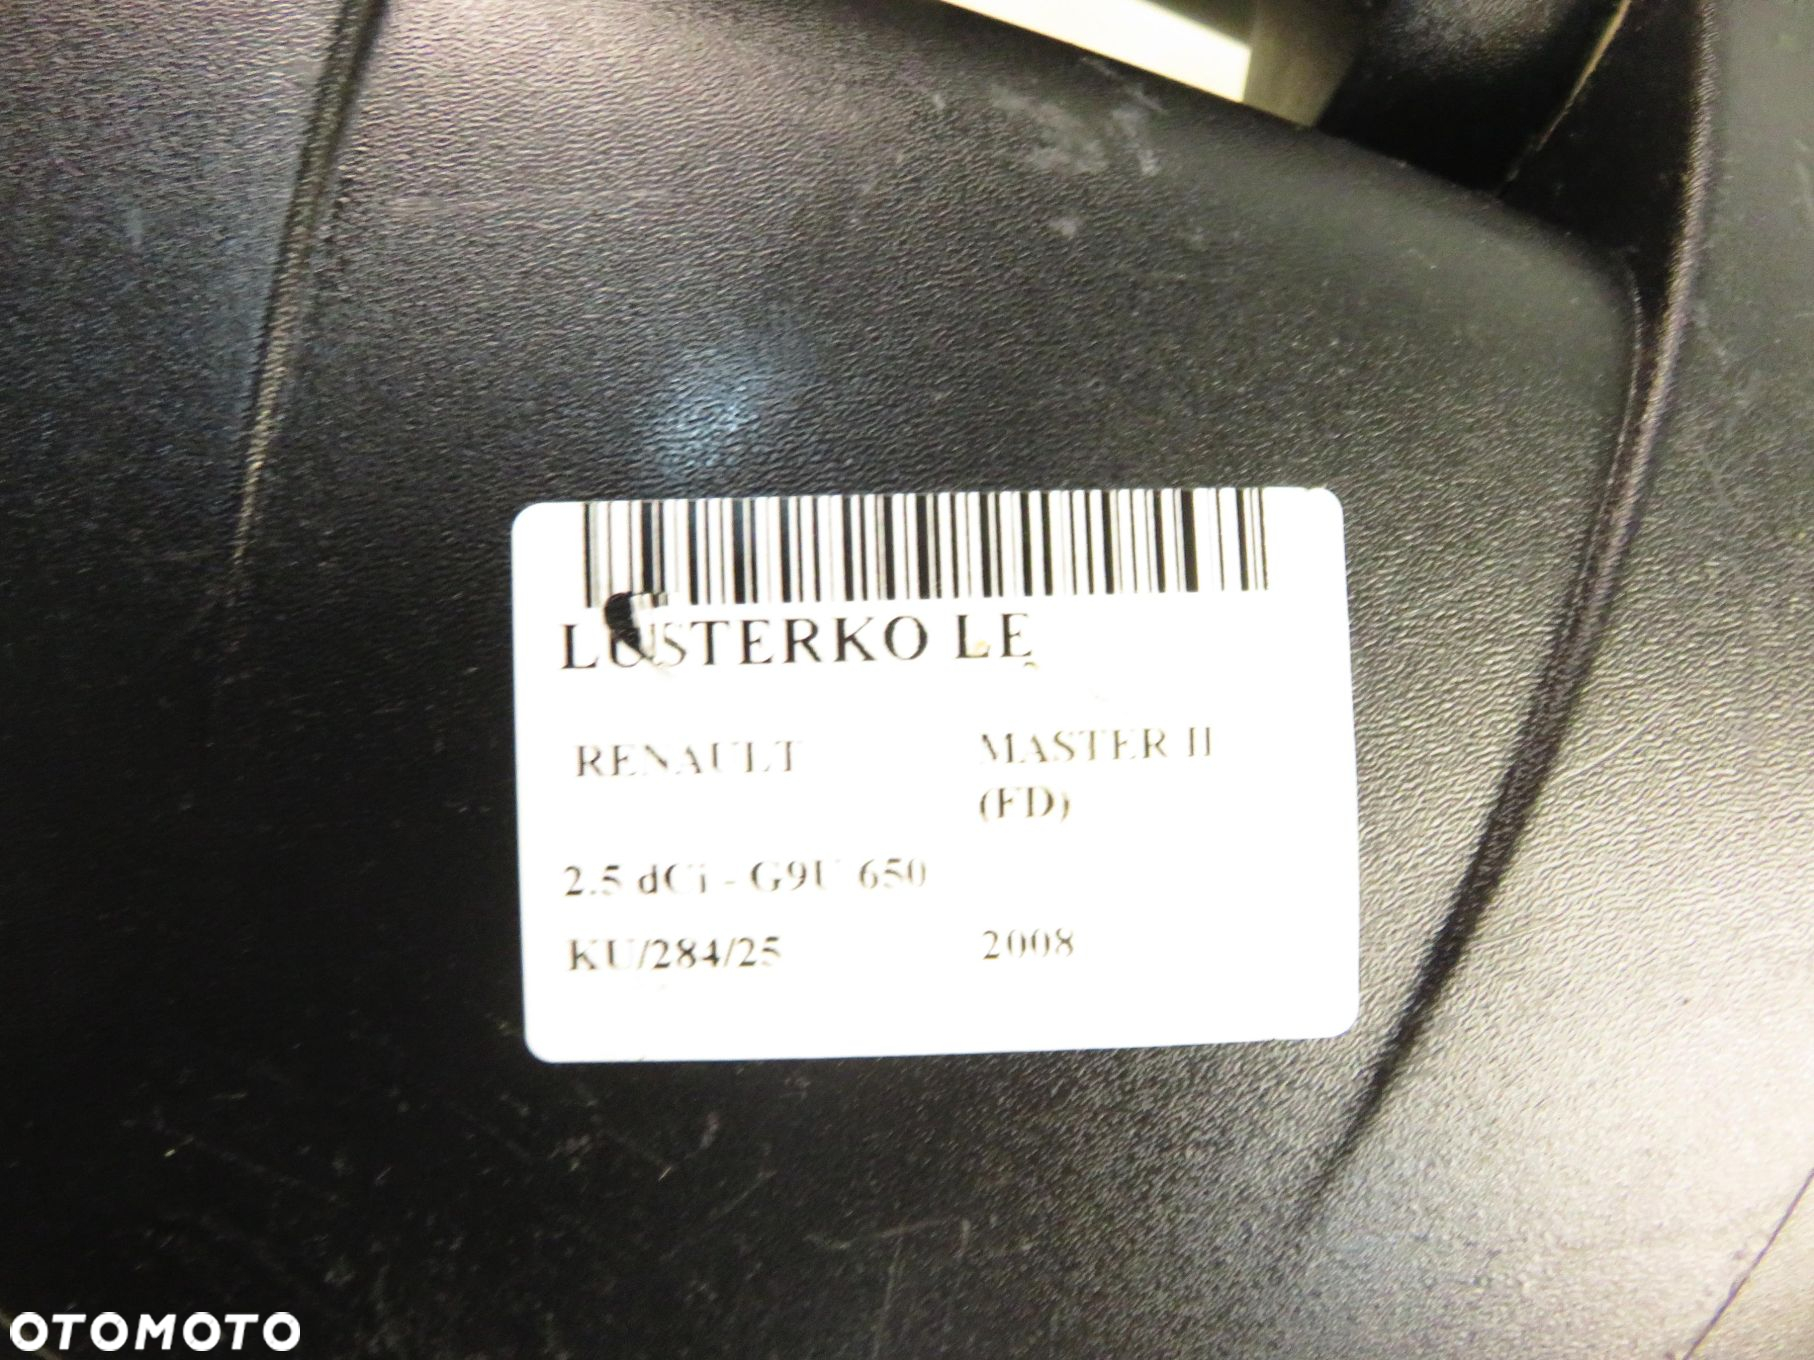 LUSTERKO LE
RENAULT MASTER II
(FD)
2.5 dCi - G9U 650
KU/284/25 2008
OTOMOTO